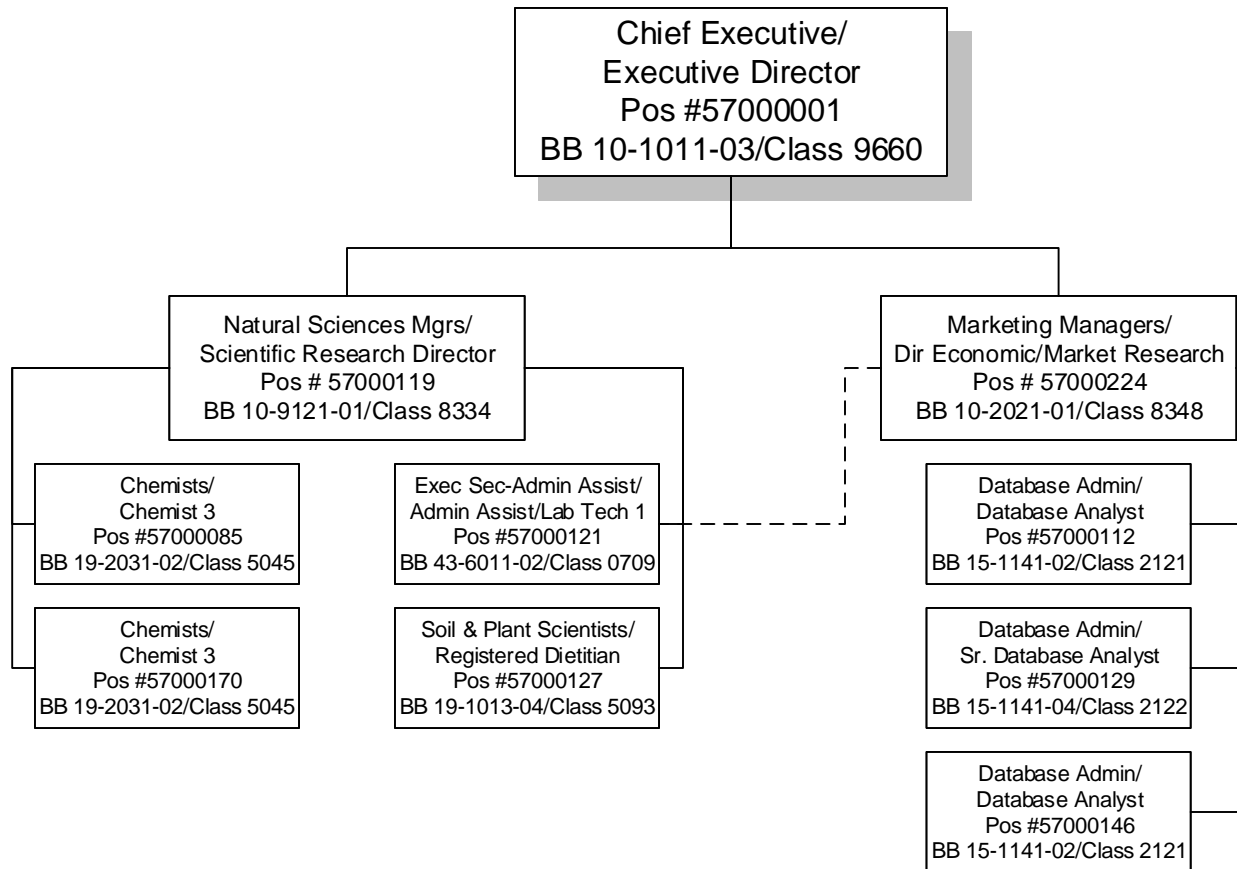 Chief Executive/
Executive Director
Pos #57000001
BB 10-1011-03/Class 9660
Natural Sciences Mgrs/
Scientific Research Director
Pos # 57000119
BB 10-9121-01/Class 8334
Marketing Managers/
Dir Economic/Market Research
Pos # 57000224
BB 10-2021-01/Class 8348
Chemists/
Chemist 3
Pos #57000085
BB 19-2031-02/Class 5045
Exec Sec-Admin Assist/
Admin Assist/Lab Tech 1
Pos #57000121
BB 43-6011-02/Class 0709
Database Admin/
Database Analyst
Pos #57000112
BB 15-1141-02/Class 2121
Chemists/
Chemist 3
Pos #57000170
BB 19-2031-02/Class 5045
Soil & Plant Scientists/
Registered Dietitian
Pos #57000127
BB 19-1013-04/Class 5093
Database Admin/
Sr. Database Analyst
Pos #57000129
BB 15-1141-04/Class 2122
Database Admin/
Database Analyst
Pos #57000146
BB 15-1141-02/Class 2121